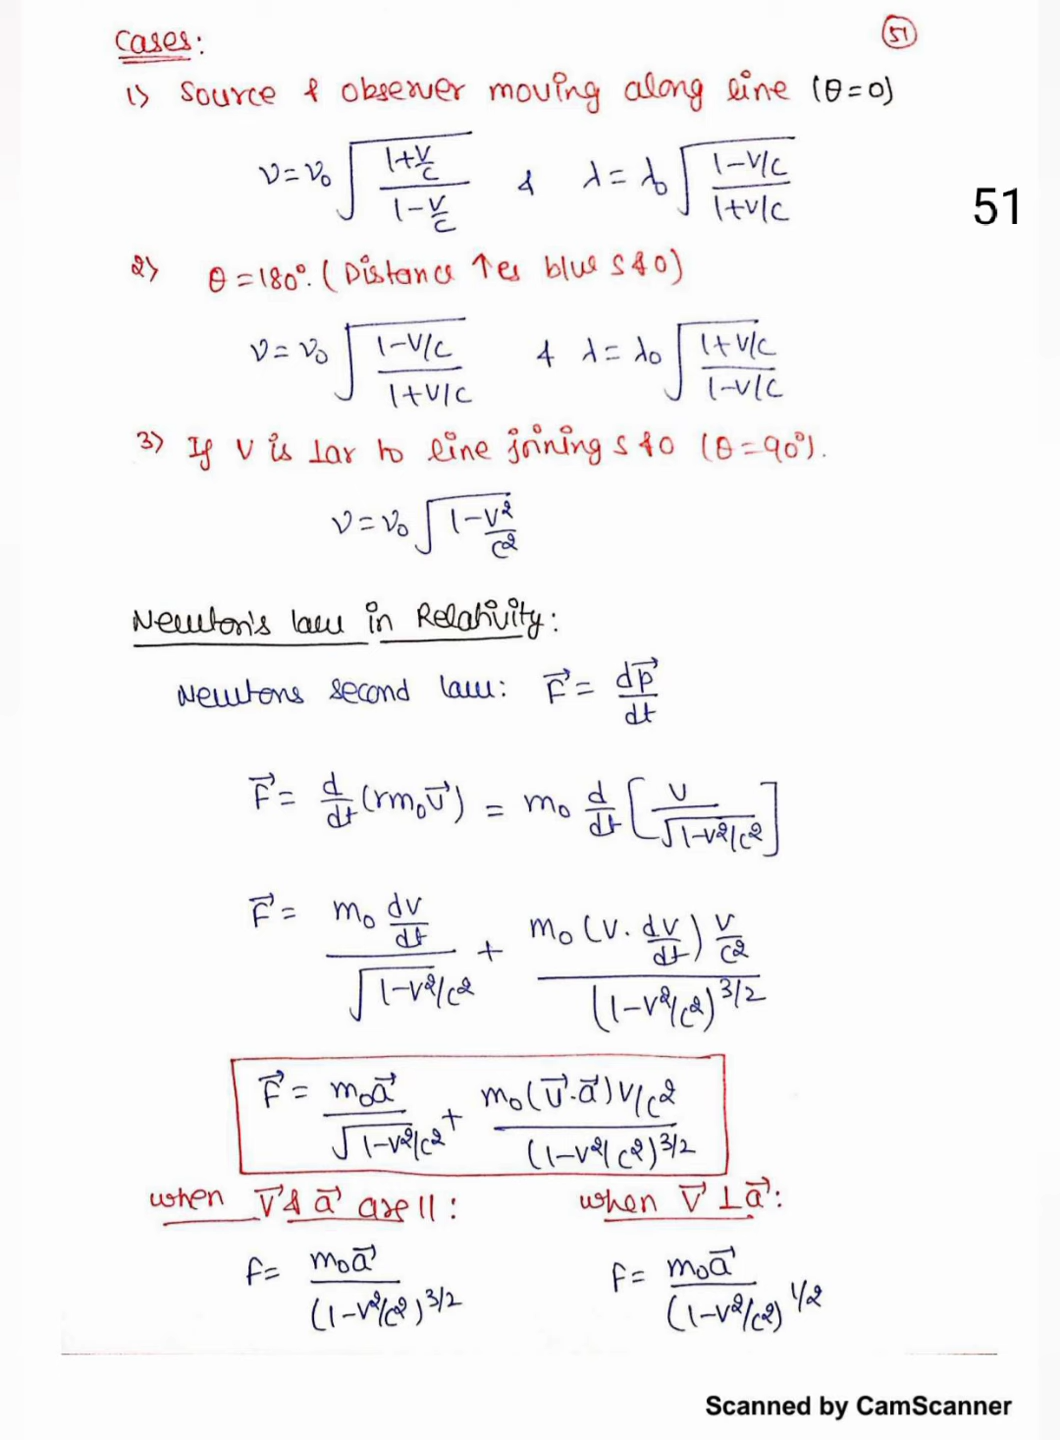 Cases:
51
1) Source & observer moving along line (θ=0)
ν=ν₀ √((1+v/c)/(1-v/c)) & λ=λ₀ √((1-v/c)/(1+v/c))
51
2) θ=180°. (Distance ↑es blue S & O)
ν=ν₀ √((1-v/c)/(1+v/c)) & λ=λ₀ √((1+v/c)/(1-v/c))
3) If v is ⊥ar to line joining S & O (θ=90°).
ν=ν₀ √(1-v²/c²)
Newton's law in Relativity:
Newtons second law: F⃗ = dp⃗/dt
F⃗ = d/dt (rm₀v⃗) = m₀ d/dt [v/√(1-v²/c²)]
F⃗ = (m₀ dv/dt)/√(1-v²/c²) + (m₀ (v. dv/dt) v/c²)/(1-v²/c²)^3/2
F⃗ = m₀a⃗/√(1-v²/c²) + m₀(v⃗.a⃗)v/c²/(1-v²/c²)^3/2
when v⃗ & a⃗ are ||: when v⃗ ⊥ a⃗:
F= m₀a⃗/(1-v²/c²)^3/2 F= m₀a⃗/(1-v²/c²)^1/2
Scanned by CamScanner